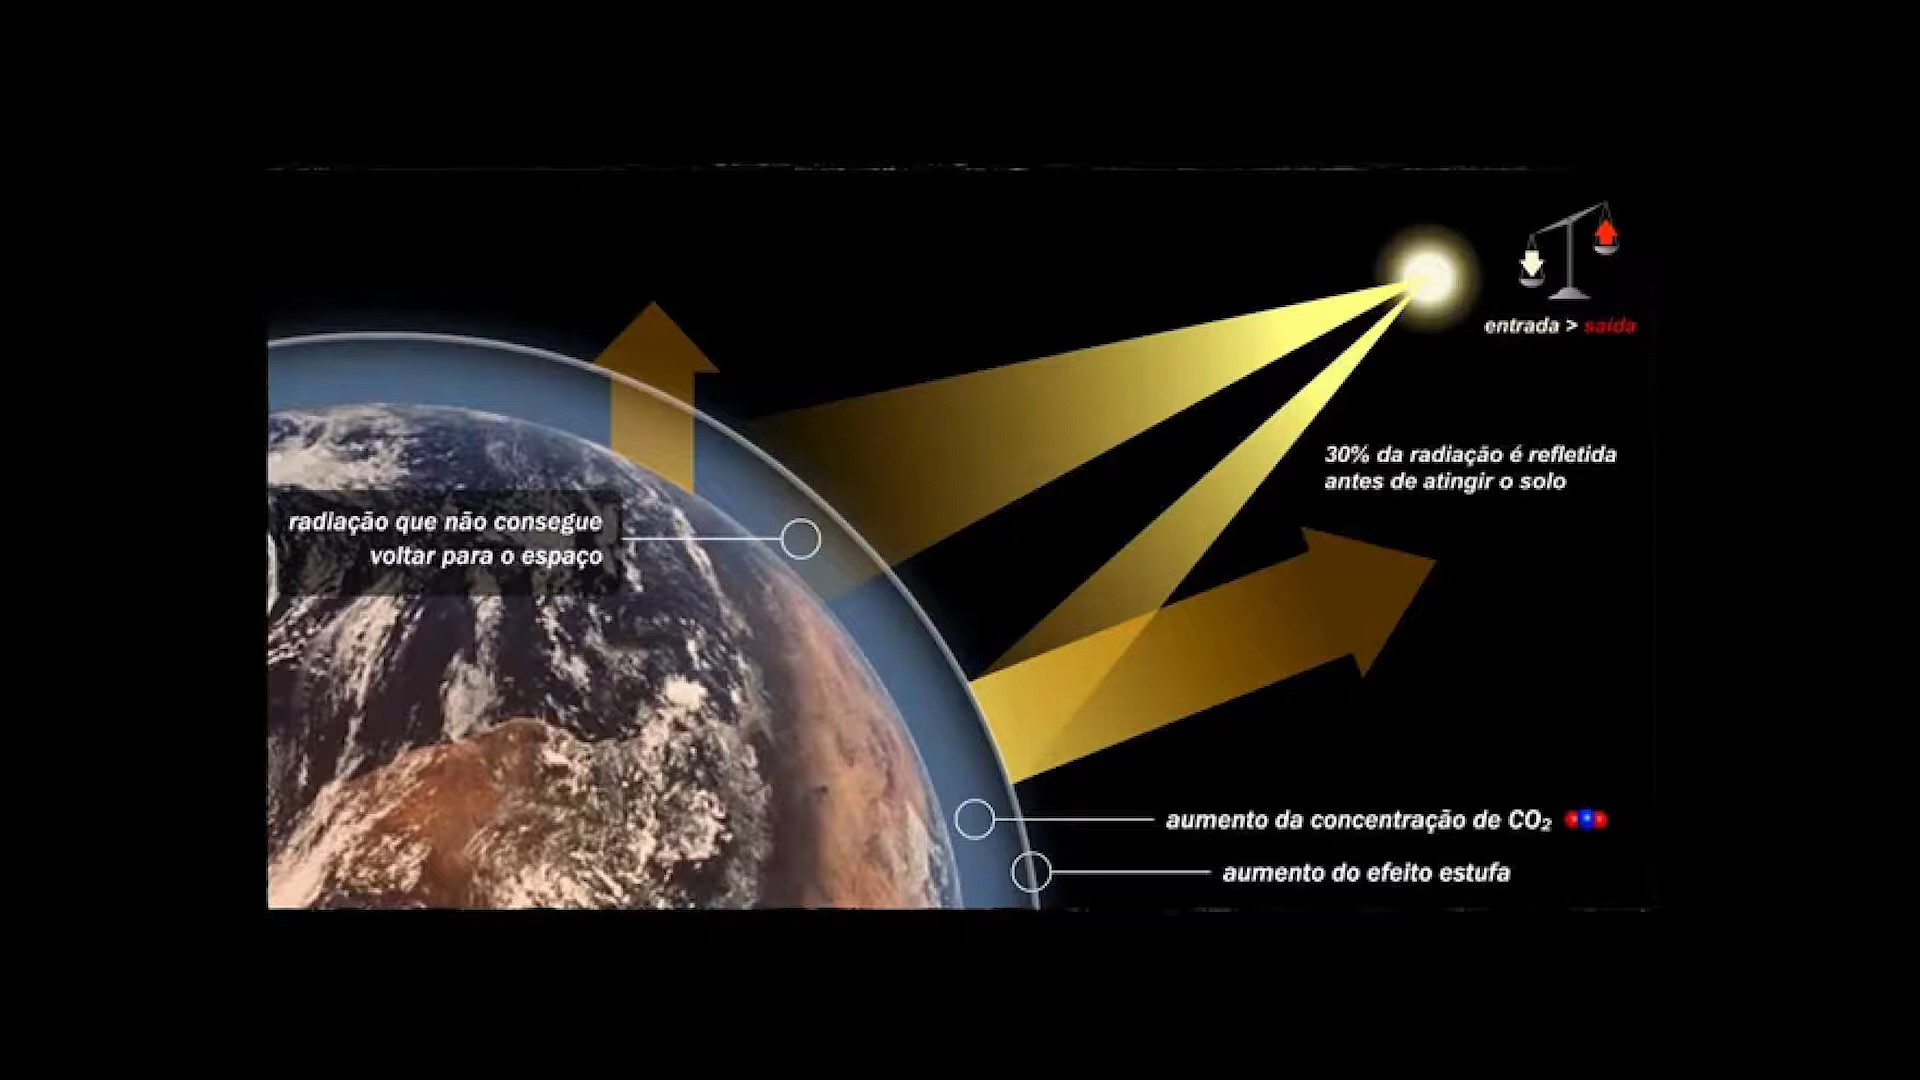 entrada > saída
30% da radiação é refletida
antes de atingir o solo
radiação que não consegue
voltar para o espaço
aumento da concentração de CO₂
aumento do efeito estufa